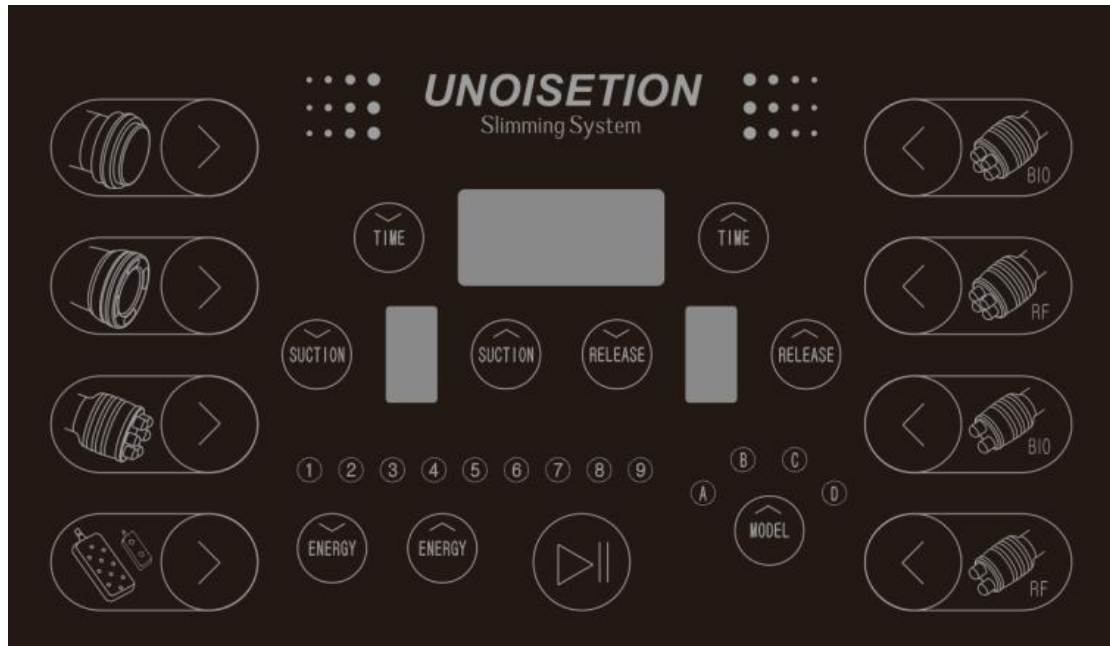 UNOISETION
Slimming System
BIO
TIME
TIME
RF
SUCTION
SUCTION
RELEASE
RELEASE
BIO
1 2 3 4 5 6 7 8 9
A B C D
ENERGY
ENERGY
MODEL
RF